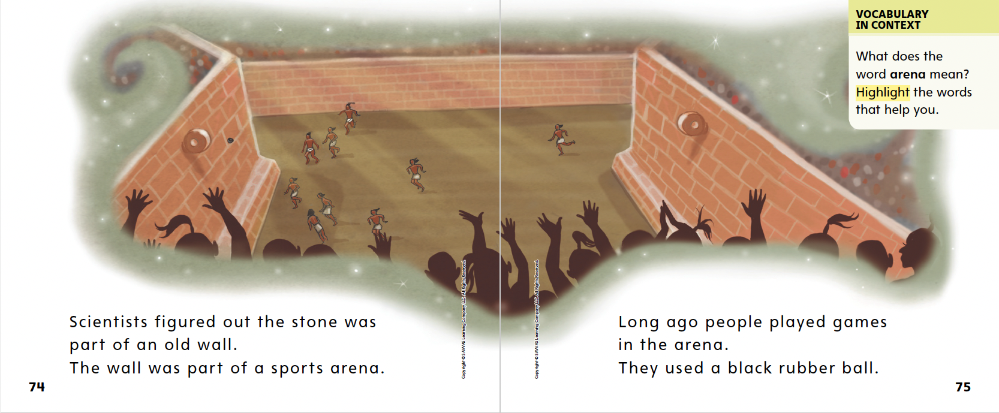 Scientists figured out the stone was
part of an old wall.
The wall was part of a sports arena.
74
Copyright © SAVVAS Learning Company LLC. All Rights Reserved.
Copyright © SAVVAS Learning Company LLC. All Rights Reserved.
VOCABULARY
IN CONTEXT
What does the
word arena mean?
Highlight the words
that help you.
Long ago people played games
in the arena.
They used a black rubber ball.
75